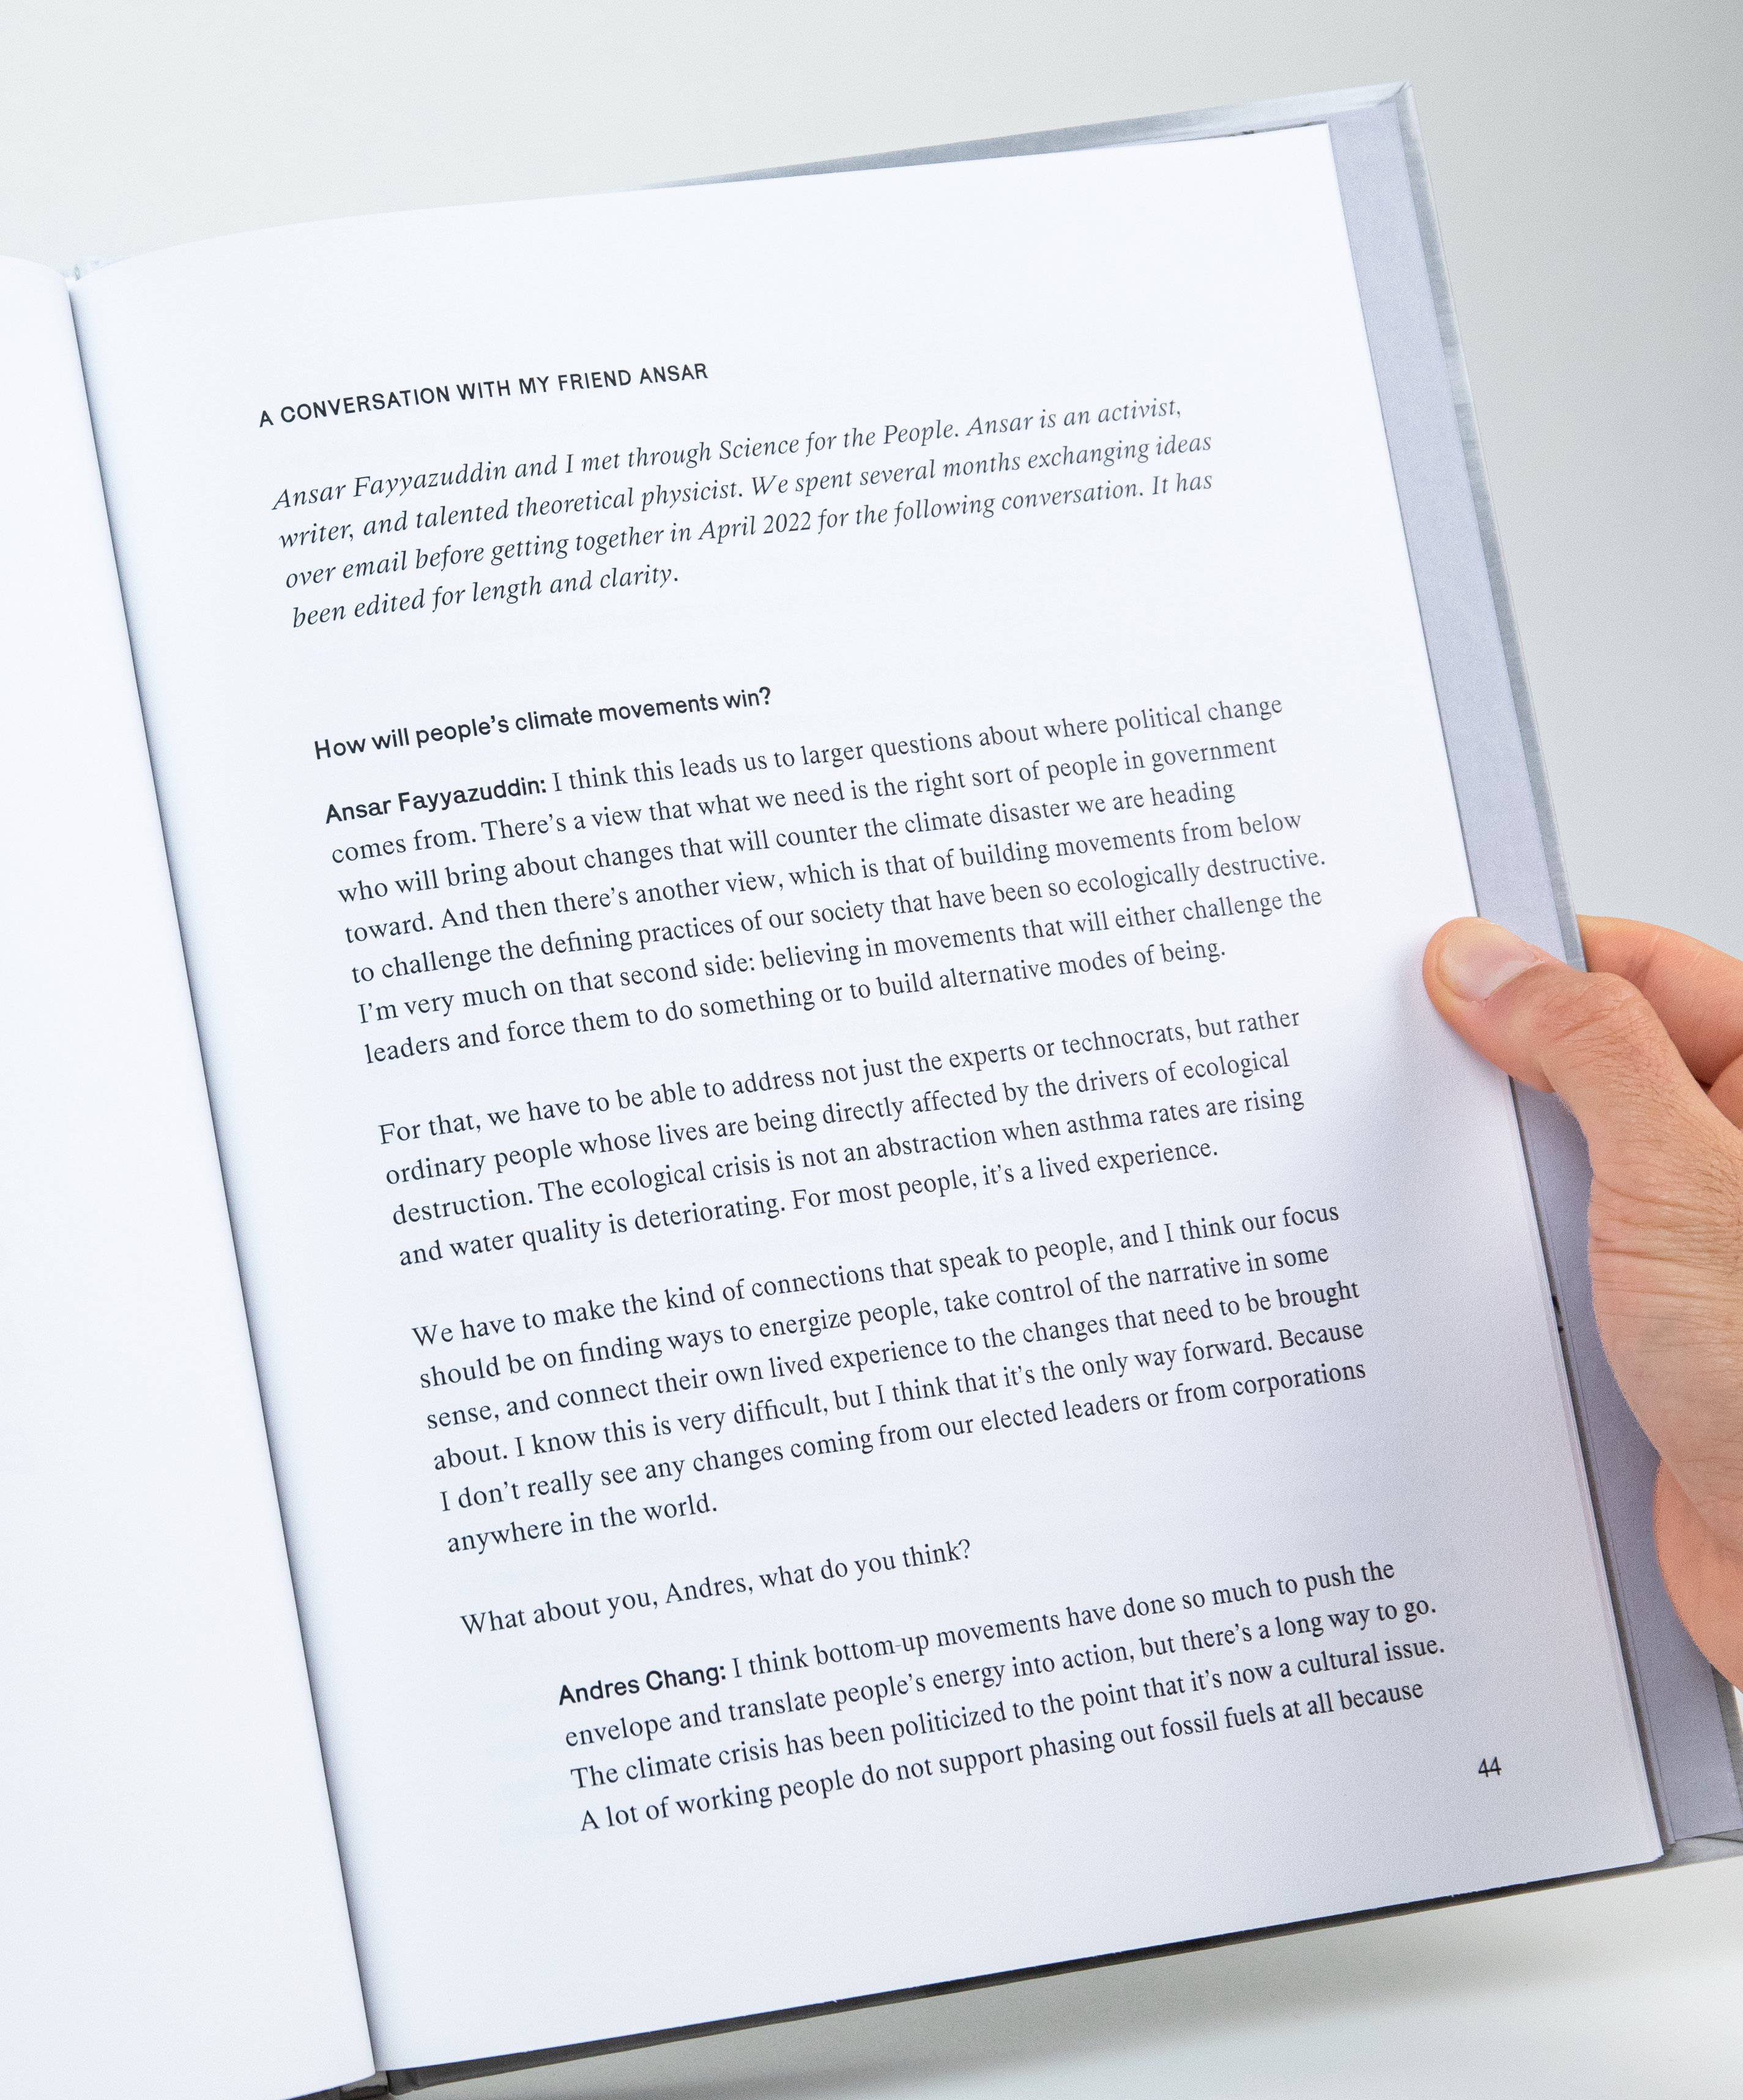 A CONVERSATION WITH MY FRIEND ANSAR
Ansar Fayyazuddin and I met through Science for the People. Ansar is an activist,
writer, and talented theoretical physicist. We spent several months exchanging ideas
over email before getting together in April 2022 for the following conversation. It has
been edited for length and clarity.
How will people’s climate movements win?
Ansar Fayyazuddin: I think this leads us to larger questions about where political change
comes from. There’s a view that what we need is the right sort of people in government
who will bring about changes that will counter the climate disaster we are heading
toward. And then there’s another view, which is that of building movements from below
to challenge the defining practices of our society that have been so ecologically destructive.
I’m very much on that second side: believing in movements that will either challenge the
leaders and force them to do something or to build alternative modes of being.
For that, we have to be able to address not just the experts or technocrats, but rather
ordinary people whose lives are being directly affected by the drivers of ecological
destruction. The ecological crisis is not an abstraction when asthma rates are rising
and water quality is deteriorating. For most people, it’s a lived experience.
We have to make the kind of connections that speak to people, and I think our focus
should be on finding ways to energize people, take control of the narrative in some
sense, and connect their own lived experience to the changes that need to be brought
about. I know this is very difficult, but I think that it’s the only way forward. Because
I don’t really see any changes coming from our elected leaders or from corporations
anywhere in the world.
What about you, Andres, what do you think?
Andres Chang: I think bottom-up movements have done so much to push the
envelope and translate people’s energy into action, but there’s a long way to go.
The climate crisis has been politicized to the point that it’s now a cultural issue.
A lot of working people do not support phasing out fossil fuels at all because
44